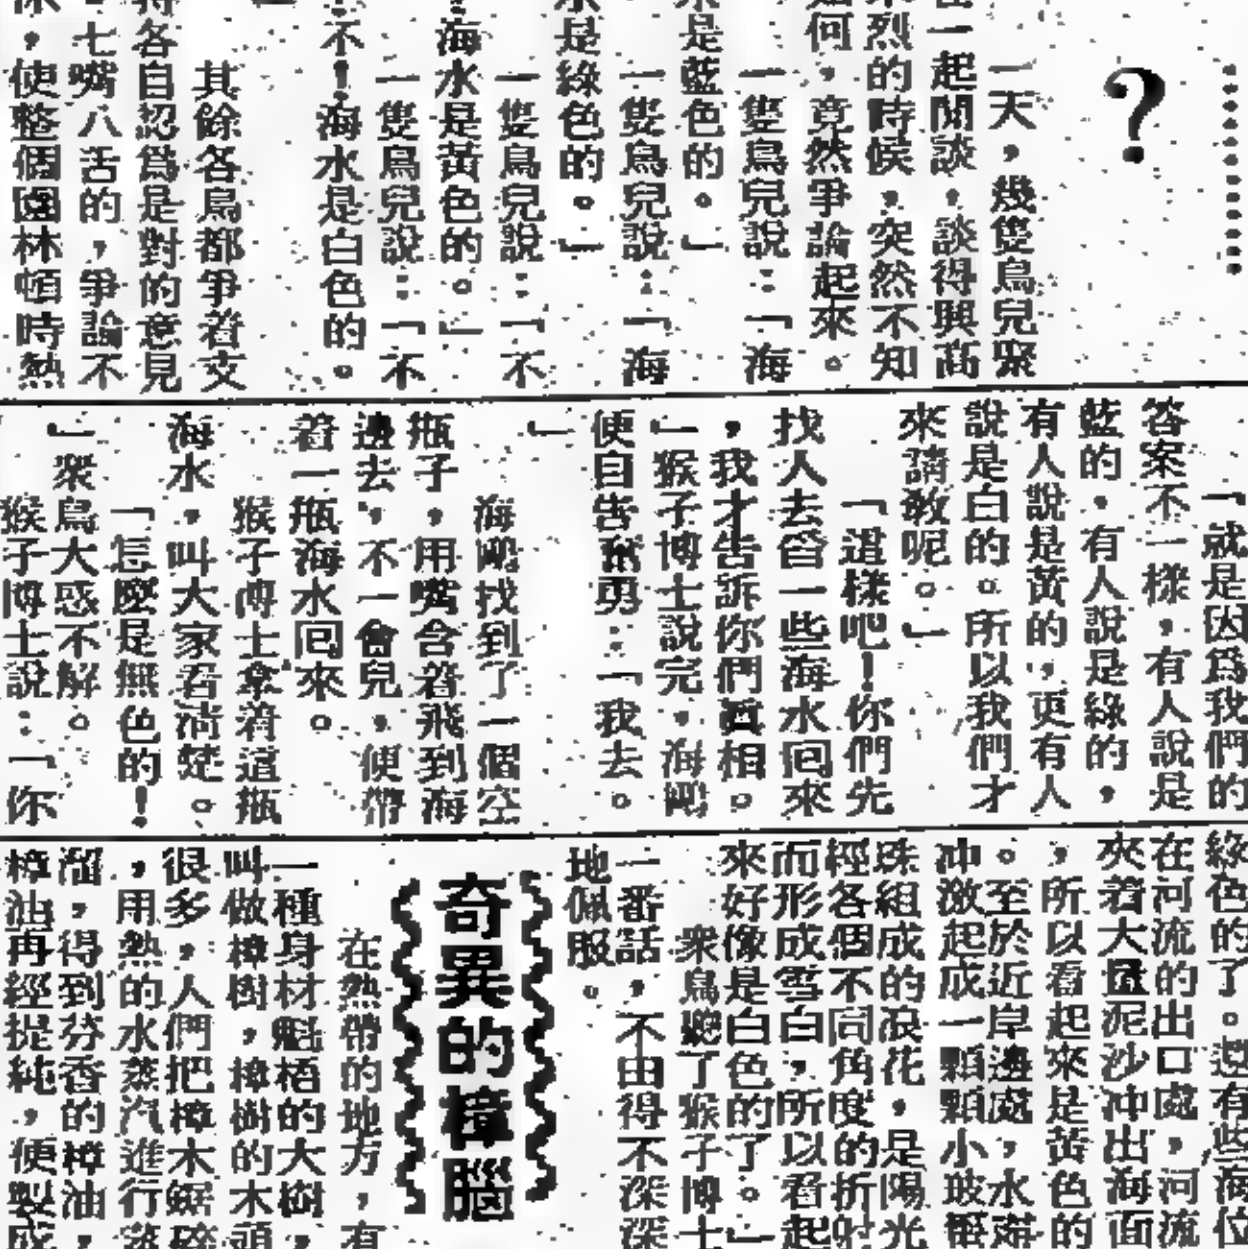 ？
一天，幾隻鳥兒聚
在一起閒談，談得興高
烈的時候，突然不知
如何，竟然爭論起來。
一隻鳥兒說：「海
水是藍色的。」
一隻鳥兒說：「海
水是綠色的。」
一隻鳥兒說：「不
！海水是黃色的。」
一隻鳥兒說：「不
：不！海水是白色的。
其餘各鳥都爭着支
持各自認為是對的意見
，七嘴八舌的，爭論不
休，使整個園林頓時熱
「就是因為我們的
答案不一樣，有人說是
藍的，有人說是綠的，
有人說是黃的，更有人
說是白的。所以我們才
來請教呢。」
「這樣吧！你們先
找人去舀一些海水回來
，我才告訴你們真相。
」猴子博士說完，海鷗
便自告奮勇：「我去。
」
海鷗找到了一個空
瓶子，用嘴含着飛到海
邊去，不一會兒，便帶
着一瓶海水回來。
猴子博士拿着這瓶
海水，叫大家看清楚。
「怎麼是無色的！
」衆鳥大惑不解。
猴子博士說：「你
綠色的了。還有些海位
在河流的出口處，河流
夾着大量泥沙冲出海面
，所以看起來是黃色的
。至於近岸邊處，水
冲激起成一顆顆小玻
珠組成的浪花，是陽光
經各個不同角度的折射
而形成雪白，所以看起
來好像是白色的了。」
衆鳥聽了猴子博士
一番話，不由得不深深
地佩服。
奇異的樟腦
在熱帶的地方，有
一種身材魁梧的大樹，
叫做樟樹，樟樹的木頭
很多，人們把樟木鋸碎
，用熱的水蒸汽進行蒸
溜，得到芬香的樟油，
樟油再經提純，便製成